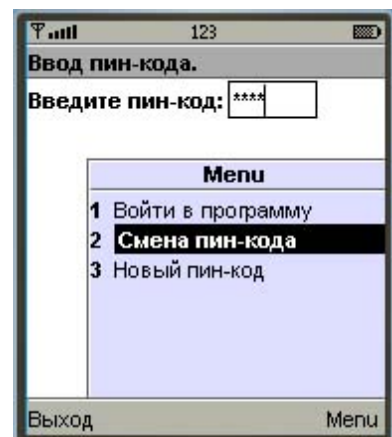 123
Ввод пин-кода.
Введите пин-код: ****
Menu
1 Войти в программу
2 Смена пин-кода
3 Новый пин-код
Выход Menu